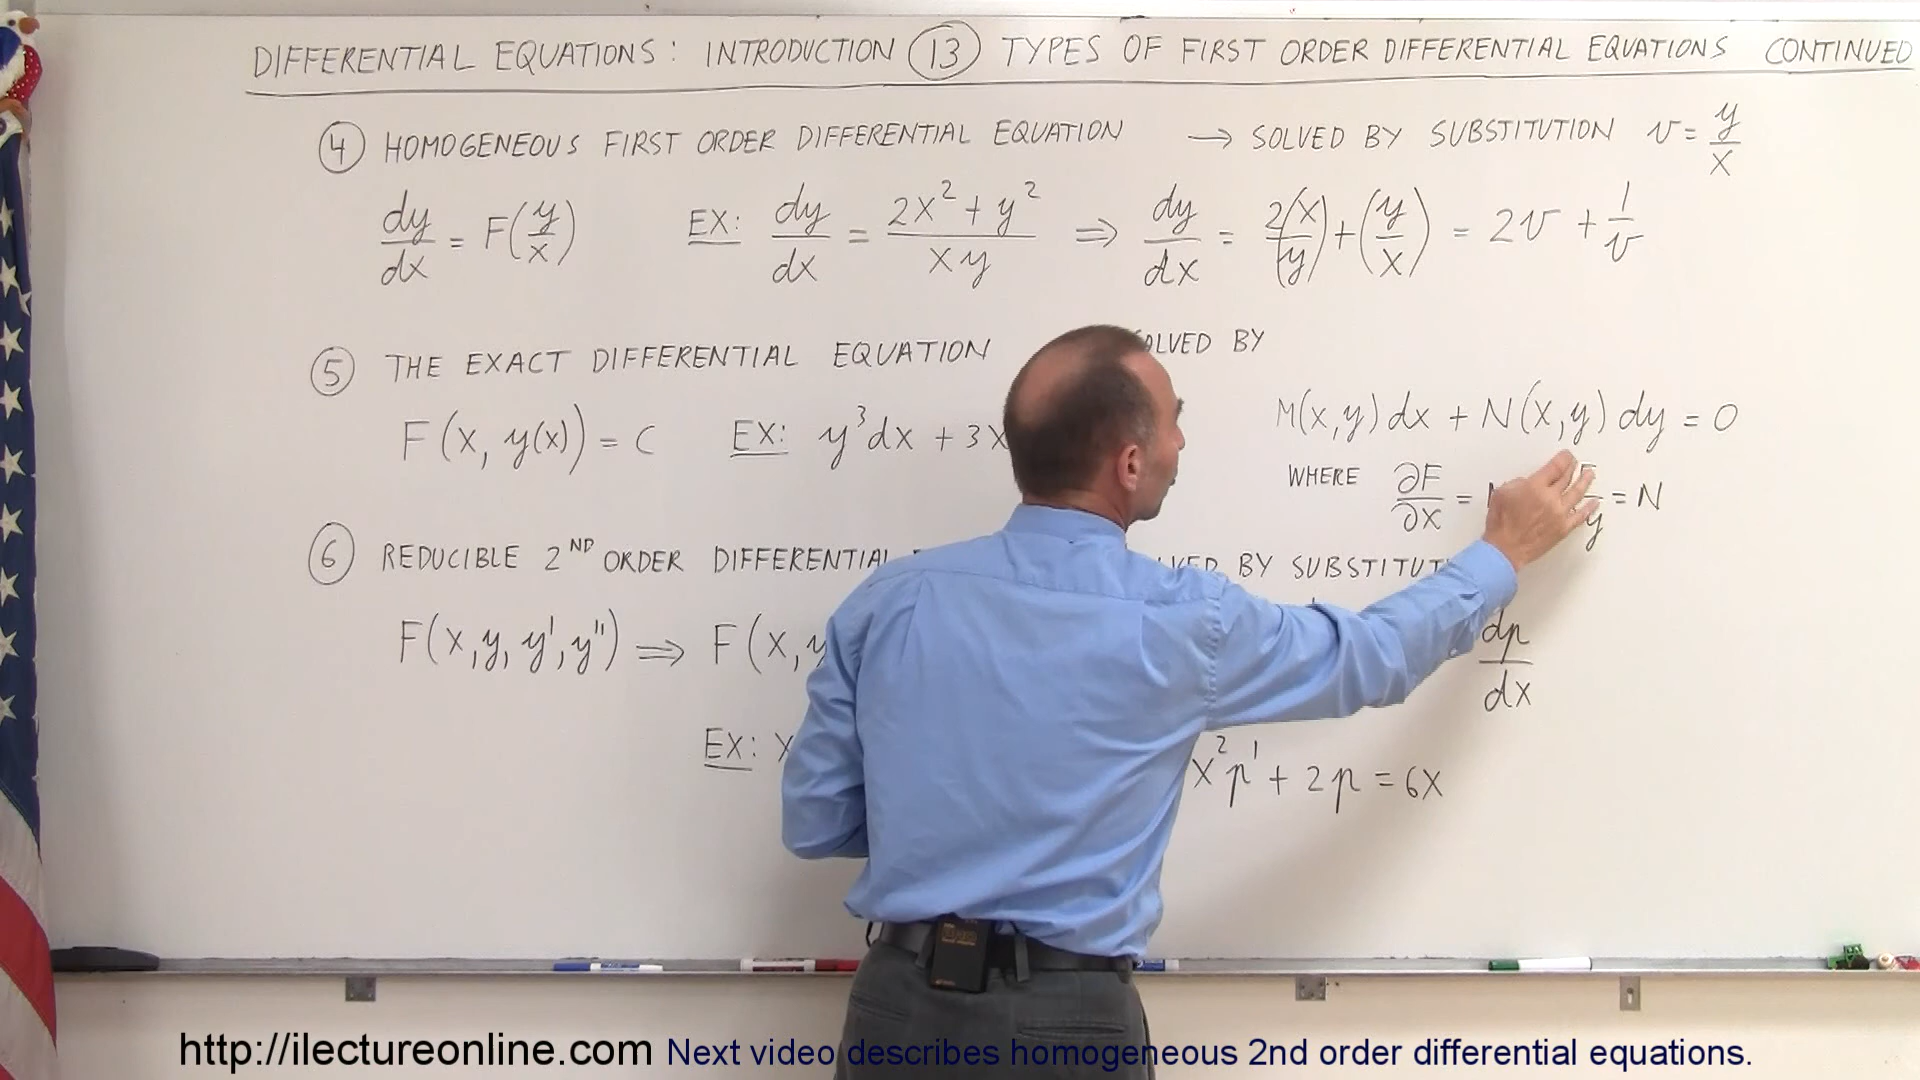 DIFFERENTIAL EQUATIONS: INTRODUCTION 13 TYPES OF FIRST ORDER DIFFERENTIAL EQUATIONS CONTINUED
4 HOMOGENEOUS FIRST ORDER DIFFERENTIAL EQUATION → SOLVED BY SUBSTITUTION v = y/x
dy/dx = F(y/x) EX: dy/dx = (2x² + y²)/(xy) ⇒ dy/dx = 2(x/y) + (y/x) = 2v + 1/v
5 THE EXACT DIFFERENTIAL EQUATION SOLVED BY
F(x, y(x)) = C EX: y³dx + 3x M(x,y)dx + N(x,y)dy = 0
WHERE ∂F/∂x = = N
6 REDUCIBLE 2ND ORDER DIFFERENTIAL BY
F(x,y,y',y'') ⇒ F(x,y dp/dx
EX: x x²p' + 2p = 6x
http://ilectureonline.com Next video describes homogeneous 2nd order differential equations.